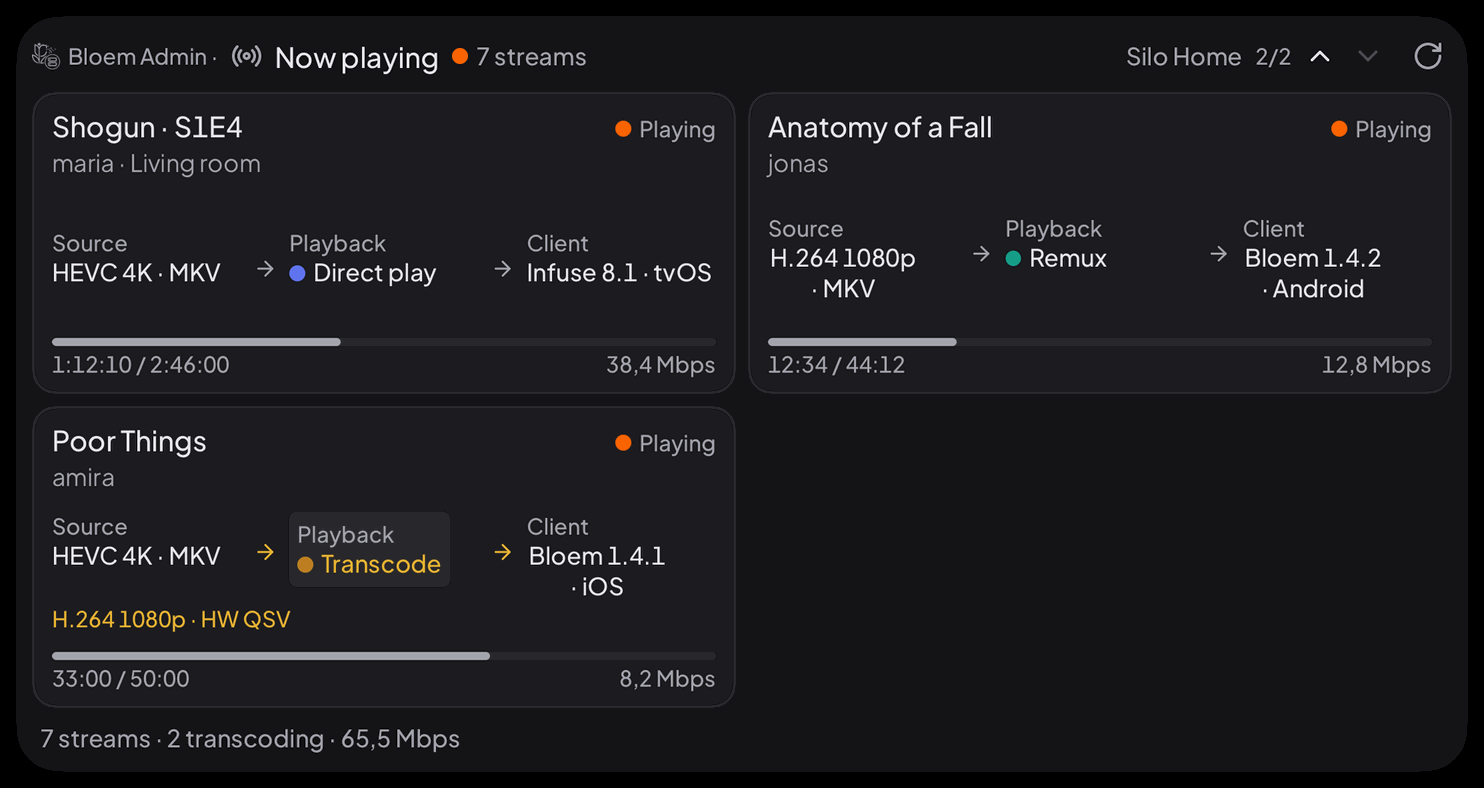 Bloem Admin · Now playing 7 streams Silo Home 2/2
Shogun · S1E4 Playing
maria · Living room
Source Playback Client
HEVC 4K · MKV → Direct play → Infuse 8.1 · tvOS
1:12:10 / 2:46:00 38,4 Mbps
Anatomy of a Fall Playing
jonas
Source Playback Client
H.264 1080p → Remux → Bloem 1.4.2
· MKV · Android
12:34 / 44:12 12,8 Mbps
Poor Things Playing
amira
Source Playback Client
HEVC 4K · MKV → Transcode → Bloem 1.4.1
· iOS
H.264 1080p · HW QSV
33:00 / 50:00 8,2 Mbps
7 streams · 2 transcoding · 65,5 Mbps